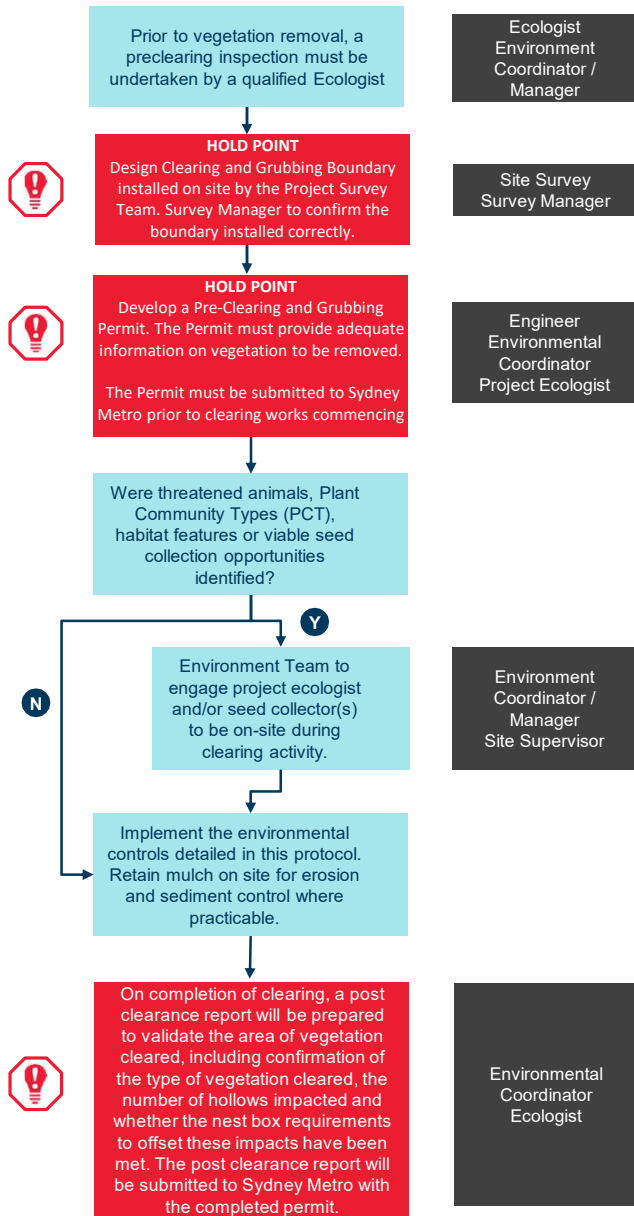 Prior to vegetation removal, a
preclearing inspection must be
undertaken by a qualified Ecologist
Ecologist
Environment
Coordinator /
Manager
HOLD POINT
Design Clearing and Grubbing Boundary
installed on site by the Project Survey
Team. Survey Manager to confirm the
boundary installed correctly.
Site Survey
Survey Manager
HOLD POINT
Develop a Pre-Clearing and Grubbing
Permit. The Permit must provide adequate
information on vegetation to be removed.
The Permit must be submitted to Sydney
Metro prior to clearing works commencing
Engineer
Environmental
Coordinator
Project Ecologist
Were threatened animals, Plant
Community Types (PCT),
habitat features or viable seed
collection opportunities
identified?
Y
N
Environment Team to
engage project ecologist
and/or seed collector(s)
to be on-site during
clearing activity.
Environment
Coordinator /
Manager
Site Supervisor
Implement the environmental
controls detailed in this protocol.
Retain mulch on site for erosion
and sediment control where
practicable.
On completion of clearing, a post
clearance report will be prepared
to validate the area of vegetation
cleared, including confirmation of
the type of vegetation cleared, the
number of hollows impacted and
whether the nest box requirements
to offset these impacts have been
met. The post clearance report will
be submitted to Sydney Metro with
the completed permit.
Environmental
Coordinator
Ecologist